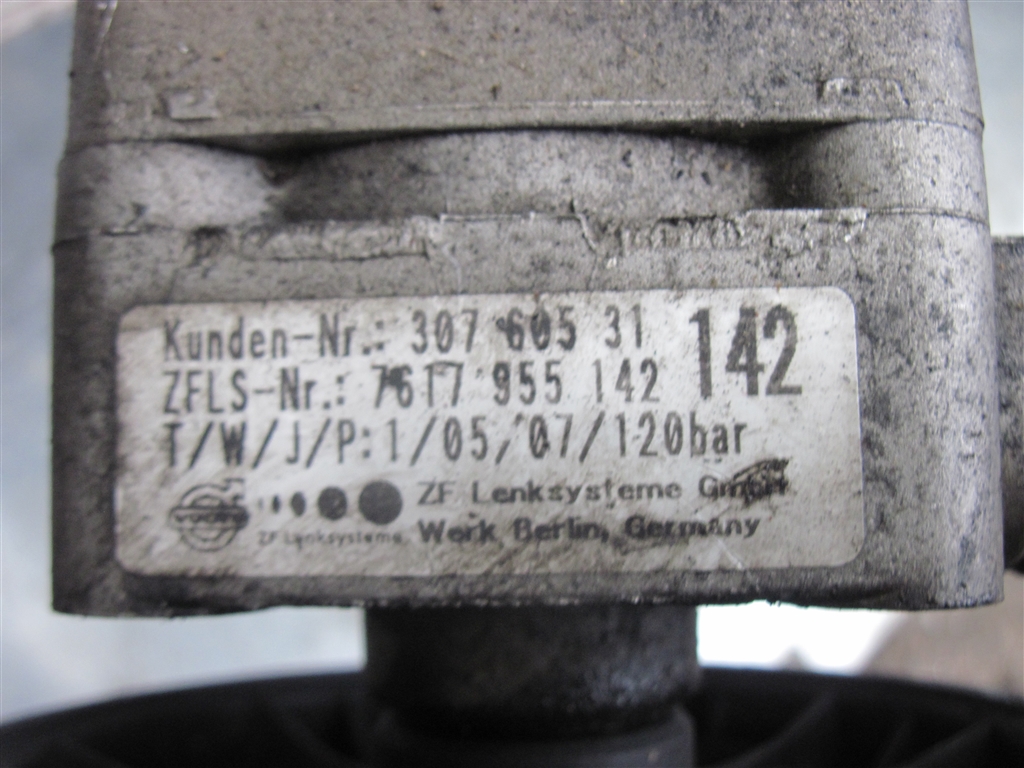 Kunden-Nr.: 307 605 31
142
ZFLS-Nr.: 7617 955 142
T/W/J/P:1/05/07/120bar
ZF Lenksysteme GmbH
ZF Lenksysteme
Werk Berlin, Germany